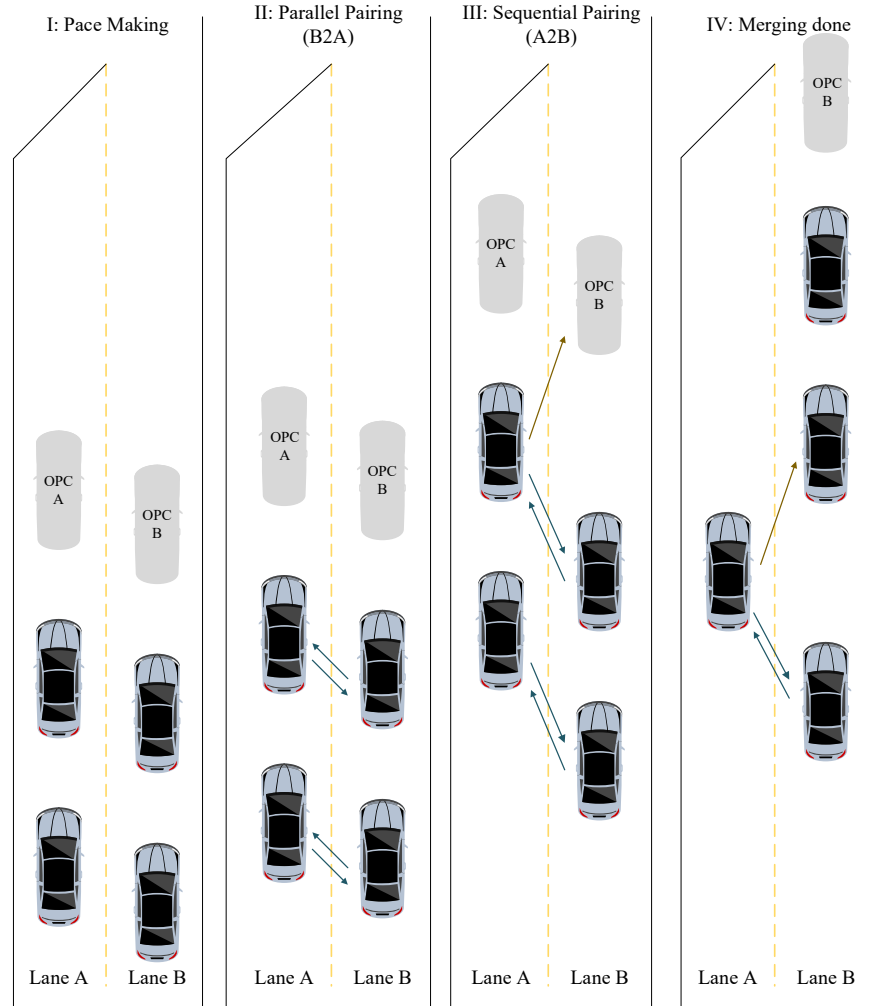 I: Pace Making
II: Parallel Pairing
(B2A)
III: Sequential Pairing
(A2B)
IV: Merging done
OPC
A
OPC
B
OPC
A
OPC
B
OPC
A
OPC
B
OPC
B
Lane A
Lane B
Lane A
Lane B
Lane A
Lane B
Lane A
Lane B